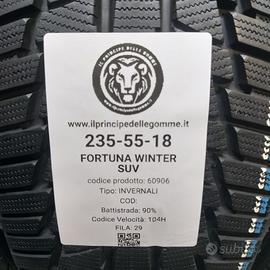 IL PRINCIPE DELLE GOMME
www.ilprincipedellegomme.it
235-55-18
FORTUNA WINTER
SUV
codice prodotto: 60906
Tipo: INVERNALI
COD:
Battistrada: 90%
Codice Velocità: 104H
FILA: 29
subito